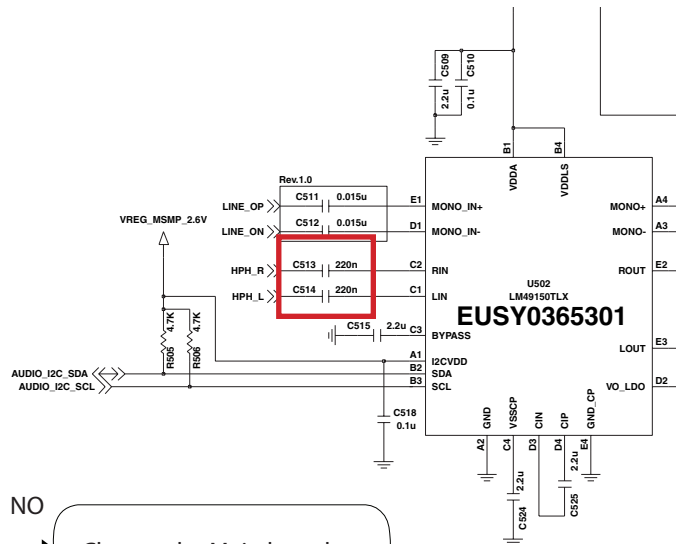 C509
C510
2.2u
0.1u
B1
B4
VDDA
VDDLS
Rev.1.0
LINE_OP
C511
0.015u
E1
MONO_IN+
MONO+
A4
VREG_MSMP_2.6V
LINE_ON
C512
0.015u
D1
MONO_IN-
MONO-
A3
HPH_R
C513
220n
C2
RIN
ROUT
E2
U502
HPH_L
C514
220n
C1
LIN
LM49150TLX
EUSY0365301
4.7K
4.7K
R505
R506
C515
2.2u
C3
BYPASS
LOUT
E3
A1
I2CVDD
AUDIO_I2C_SDA
B2
SDA
AUDIO_I2C_SCL
B3
SCL
VO_LDO
D2
C518
0.1u
GND
VSSCP
CIN
CIP
GND_CP
A2
C4
D3
D4
E4
2.2u
C524
2.2u
C525
NO